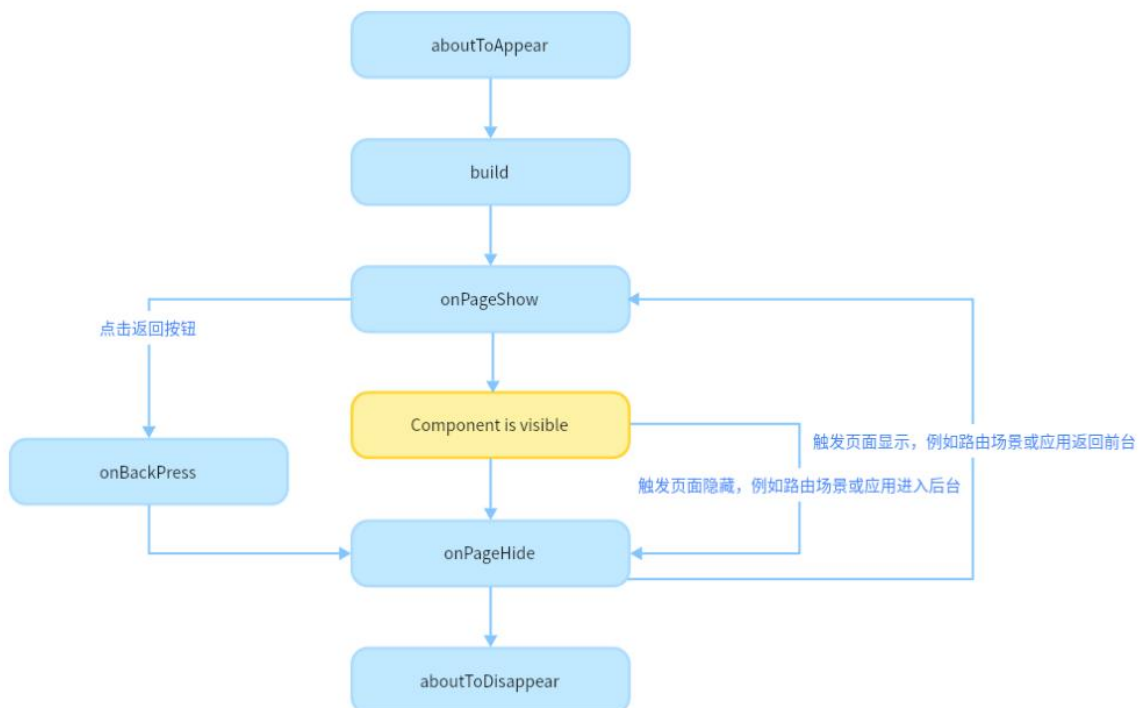 aboutToAppear
build
onPageShow
点击返回按钮
Component is visible
触发页面显示，例如路由场景或应用返回前台
onBackPress
触发页面隐藏，例如路由场景或应用进入后台
onPageHide
aboutToDisappear